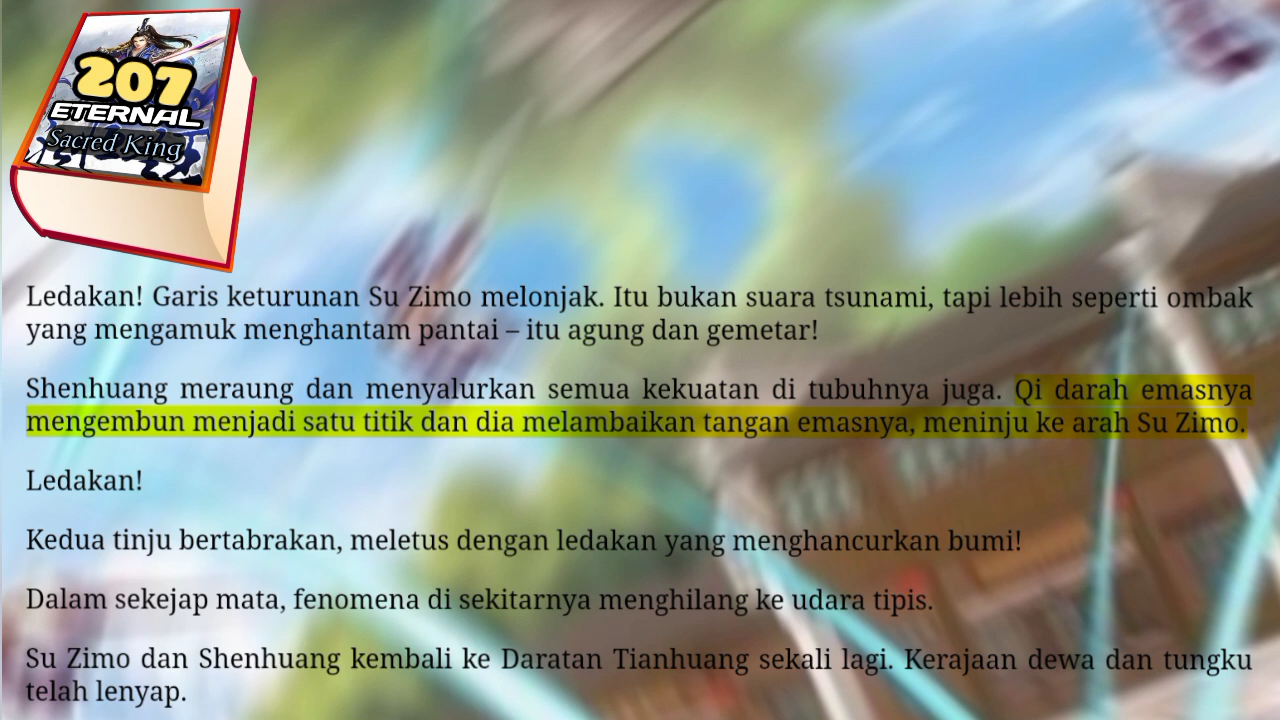 207
ETERNAL
Sacred King
Ledakan! Garis keturunan Su Zimo melonjak. Itu bukan suara tsunami, tapi lebih seperti ombak
yang mengamuk menghantam pantai – itu agung dan gemetar!
Shenhuang meraung dan menyalurkan semua kekuatan di tubuhnya juga. Qi darah emasnya
mengembun menjadi satu titik dan dia melambaikan tangan emasnya, meninju ke arah Su Zimo.
Ledakan!
Kedua tinju bertabrakan, meletus dengan ledakan yang menghancurkan bumi!
Dalam sekejap mata, fenomena di sekitarnya menghilang ke udara tipis.
Su Zimo dan Shenhuang kembali ke Daratan Tianhuang sekali lagi. Kerajaan dewa dan tungku
telah lenyap.